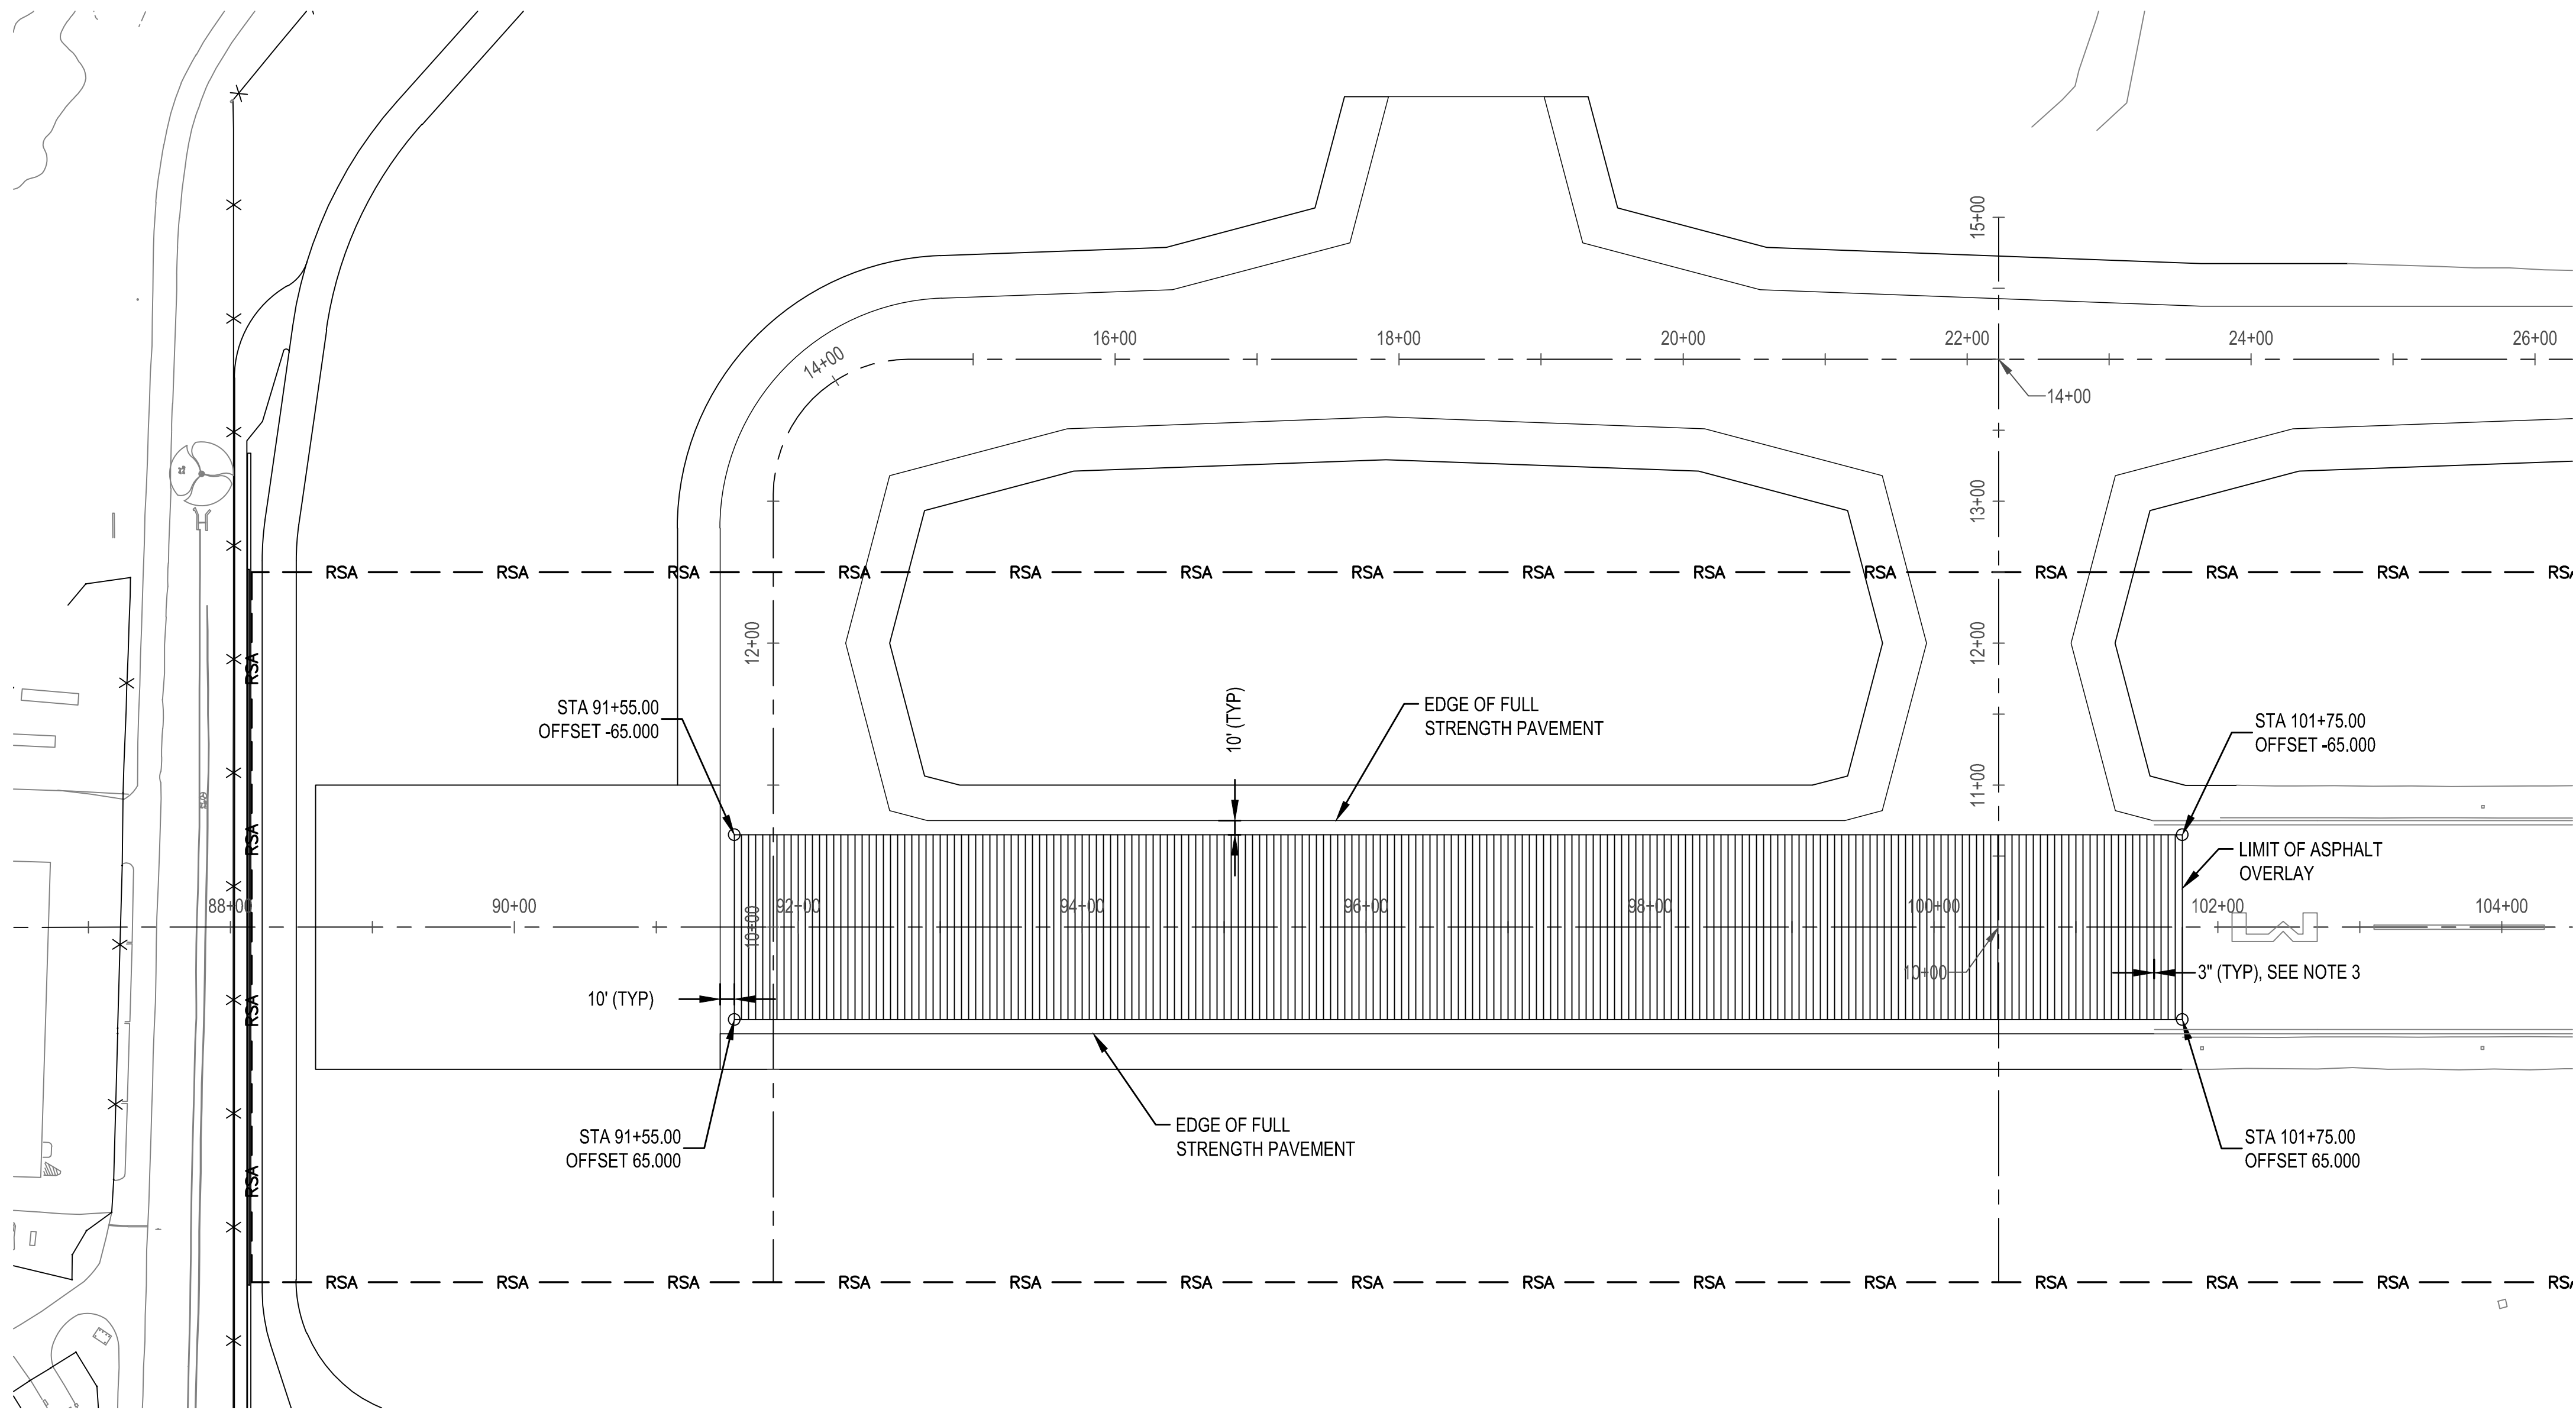 15+00
16+00
18+00
20+00
22+00
24+00
26+00
14+00
14+00
13+00
RSA RSA RSA RSA RSA RSA RSA RSA RSA RSA RSA RSA RSA
12+00
12+00
RSA
STA 91+55.00
OFFSET -65.000
10' (TYP)
EDGE OF FULL
STRENGTH PAVEMENT
STA 101+75.00
OFFSET -65.000
11+00
RSA
LIMIT OF ASPHALT
OVERLAY
88+00
90+00
10+00
92+00
94+00
96+00
98+00
100+00
102+00
104+00
10+00
3" (TYP), SEE NOTE 3
10' (TYP)
RSA
EDGE OF FULL
STRENGTH PAVEMENT
STA 91+55.00
OFFSET 65.000
STA 101+75.00
OFFSET 65.000
RSA
RSA RSA RSA RSA RSA RSA RSA RSA RSA RSA RSA RSA RSA